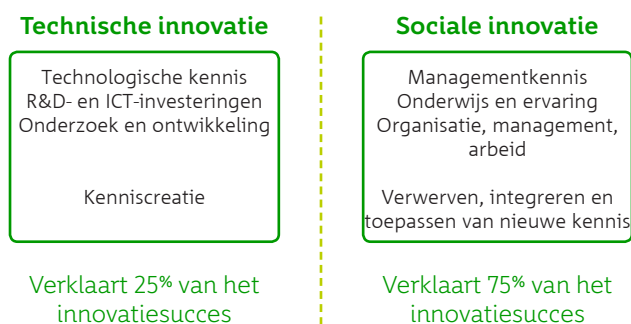 Technische innovatie
Technologische kennis
R&D- en ICT-investeringen
Onderzoek en ontwikkeling
Kenniscreatie
Verklaart 25% van het
innovatiesucces
Sociale innovatie
Managementkennis
Onderwijs en ervaring
Organisatie, management,
arbeid
Verwerven, integreren en
toepassen van nieuwe kennis
Verklaart 75% van het
innovatiesucces